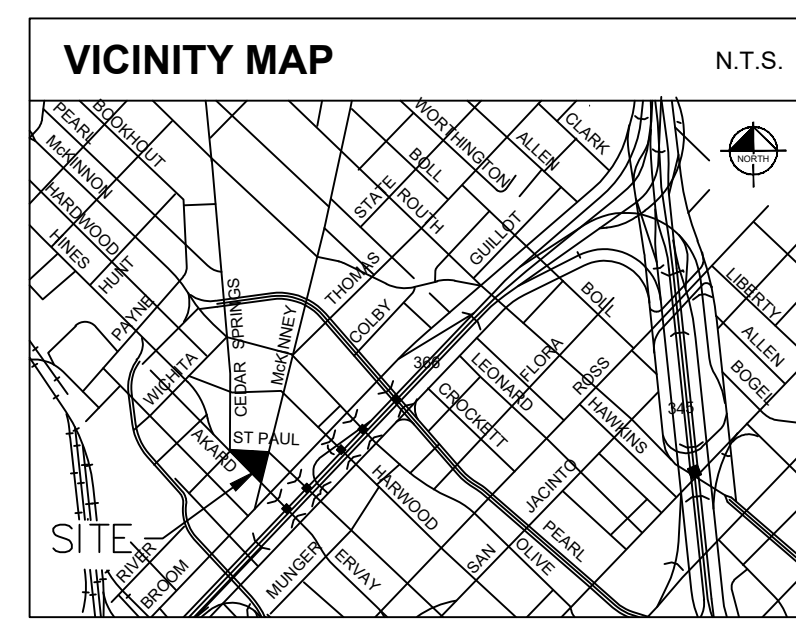 VICINITY MAP
N.T.S.
NORTH
PEARL
BOOKHOUT
McKINNON
HARDWOOD
HINES
HUNT
PAYNE
WICHITA
CEDAR SPRINGS
McKINNEY
AKARD
ST PAUL
WORTHINGTON
BOLL
ALLEN
CLARK
STATE
ROUTH
GUILLOT
THOMAS
COLBY
366
BOLL
FLORA
LEONARD
CROCKETT
ROSS
HAWKINS
345
LIBERTY
ALLEN
BOGEL
HARWOOD
JACINTO
PEARL
SAN
OLIVE
SITE
RIVER
BROOM
MUNGER
ERVAY